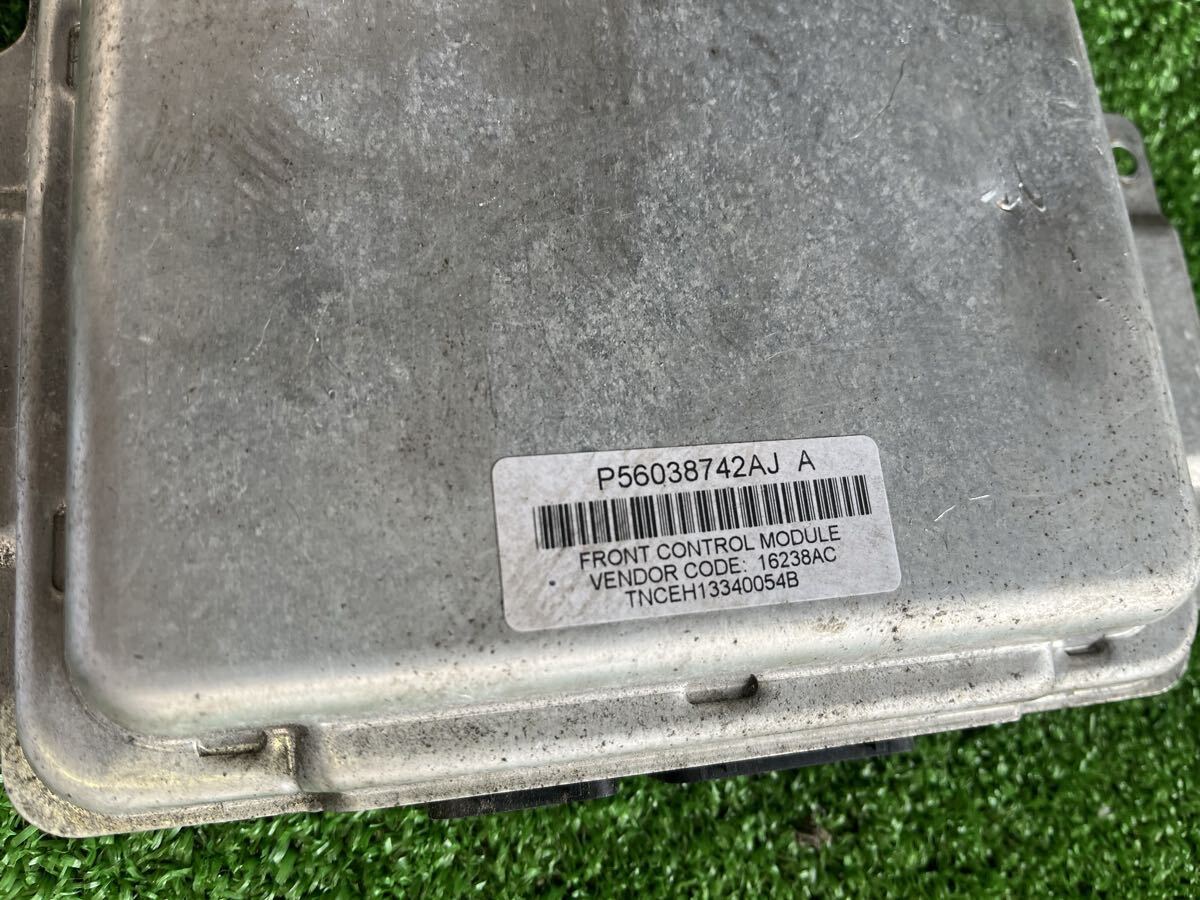 P56038742AJ A
FRONT CONTROL MODULE
VENDOR CODE: 16238AC
TNCEH13340054B